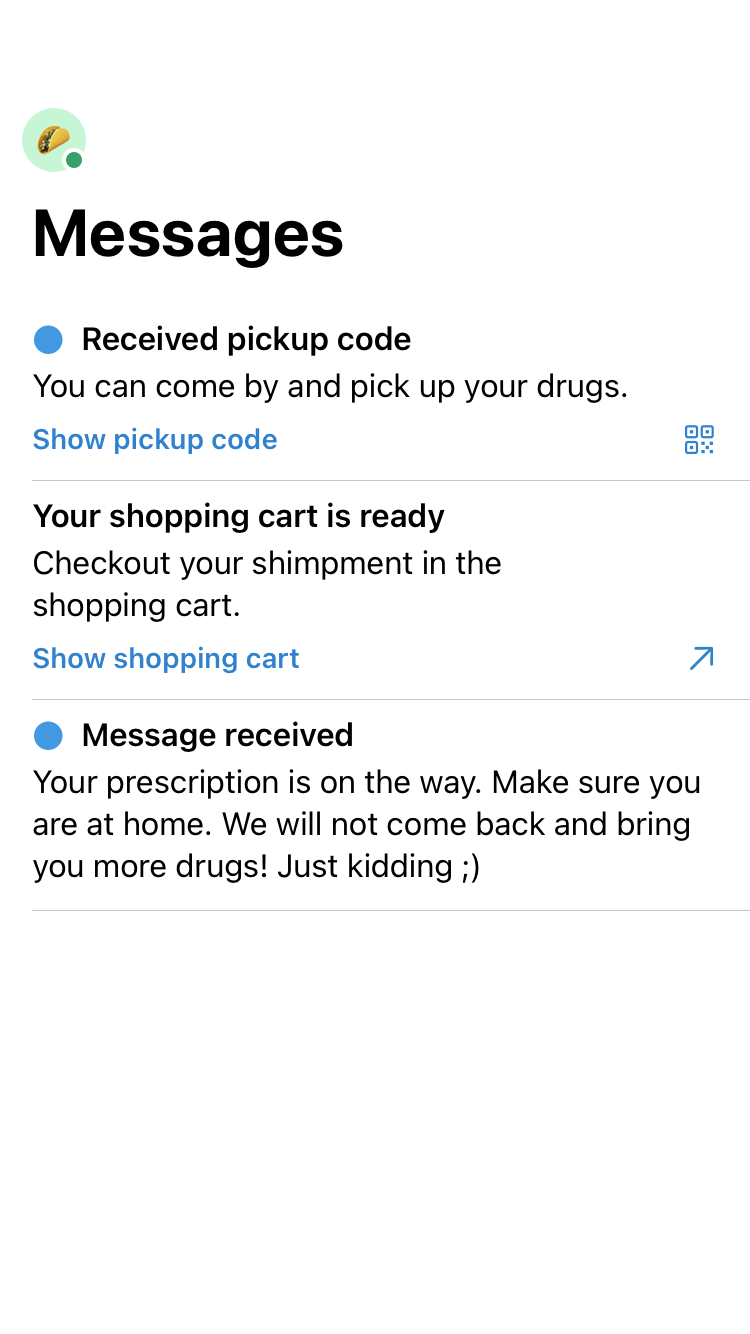 Messages
Received pickup code
You can come by and pick up your drugs.
Show pickup code
Your shopping cart is ready
Checkout your shimpment in the
shopping cart.
Show shopping cart
Message received
Your prescription is on the way. Make sure you
are at home. We will not come back and bring
you more drugs! Just kidding ;)